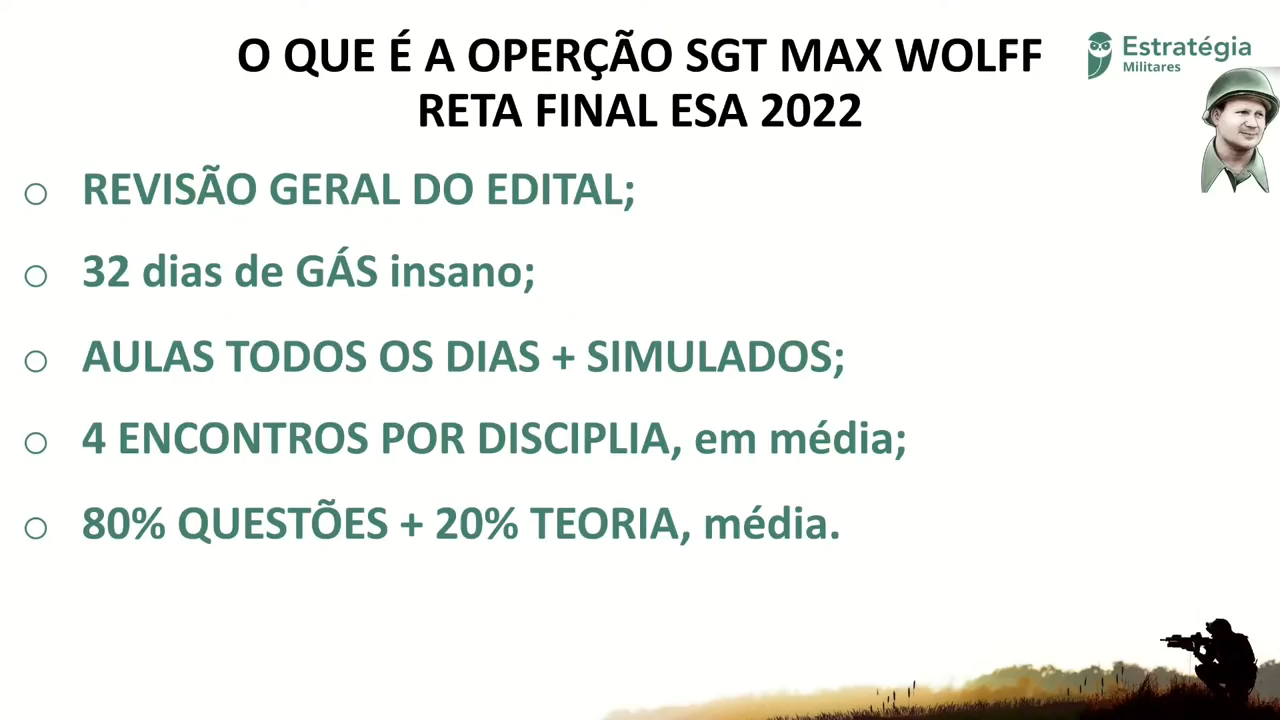 O QUE É A OPERÇÃO SGT MAX WOLFF
RETA FINAL ESA 2022
Estratégia
Militares
o REVISÃO GERAL DO EDITAL;
o 32 dias de GÁS insano;
o AULAS TODOS OS DIAS + SIMULADOS;
o 4 ENCONTROS POR DISCIPLIA, em média;
o 80% QUESTÕES + 20% TEORIA, média.